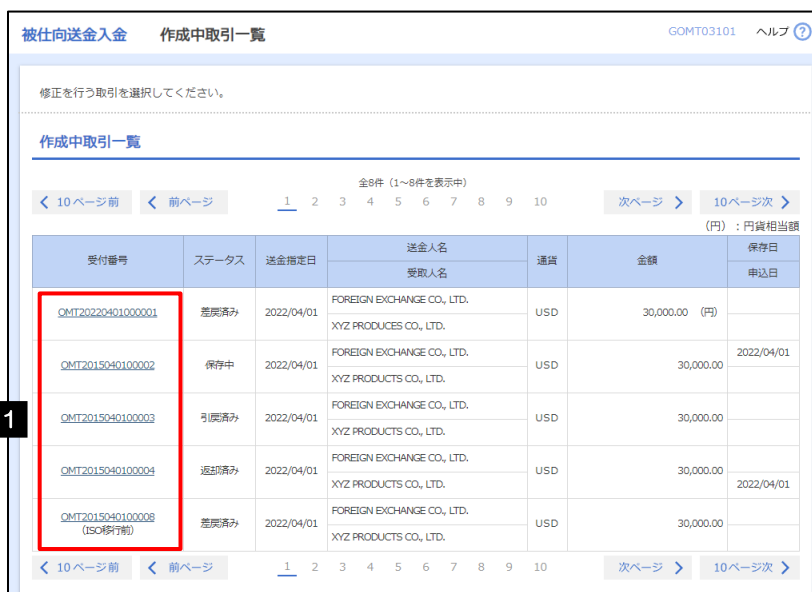 被仕向送金入金 作成中取引一覧 GOMT03101 ヘルプ ?
修正を行う取引を選択してください。
作成中取引一覧
全8件（1～8件を表示中）
10ページ前 前ページ 1 2 3 4 5 6 7 8 9 10 次ページ 10ページ次
（円）：円貨相当額
受付番号 ステータス 送金指定日 送金人名 通貨 金額 保存日
受取人名 申込日
OMT20220401000001 差戻済み 2022/04/01 FOREIGN EXCHANGE CO., LTD. USD 30,000.00 （円）
XYZ PRODUCES CO., LTD.
OMT2015040100002 保存中 2022/04/01 FOREIGN EXCHANGE CO., LTD. USD 30,000.00 2022/04/01
XYZ PRODUCTS CO., LTD.
1
OMT2015040100003 引戻済み 2022/04/01 FOREIGN EXCHANGE CO., LTD. USD 30,000.00
XYZ PRODUCTS CO., LTD.
OMT2015040100004 返却済み 2022/04/01 FOREIGN EXCHANGE CO., LTD. USD 30,000.00
XYZ PRODUCTS CO., LTD. 2022/04/01
OMT2015040100008 差戻済み 2022/04/01 FOREIGN EXCHANGE CO., LTD. USD 30,000.00
（ISO移行前） XYZ PRODUCTS CO., LTD.
10ページ前 前ページ 1 2 3 4 5 6 7 8 9 10 次ページ 10ページ次